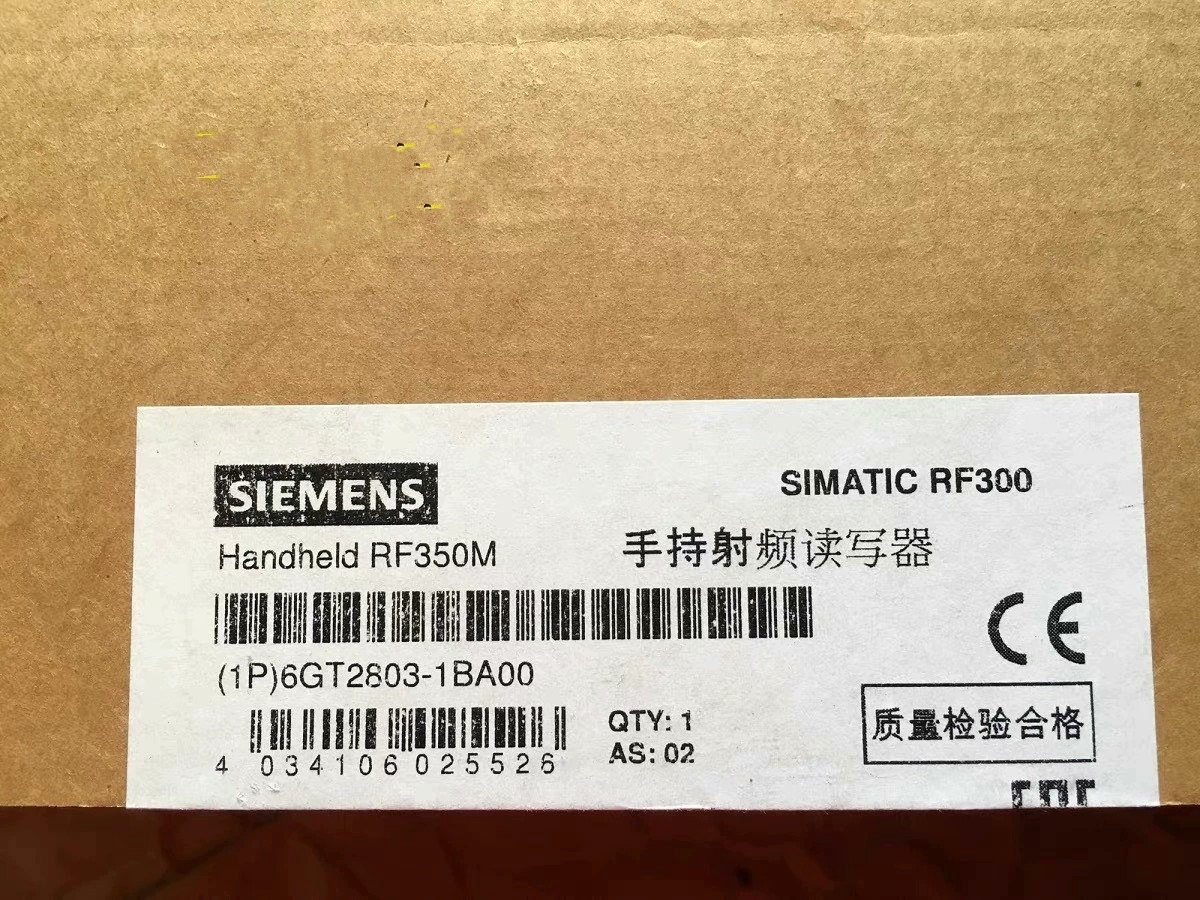 SIEMENS
SIMATIC RF300
Handheld RF350M
手持射频读写器
CE
(1P)6GT2803-1BA00
QTY: 1
质量检验合格
AS: 02
4 034106 025526